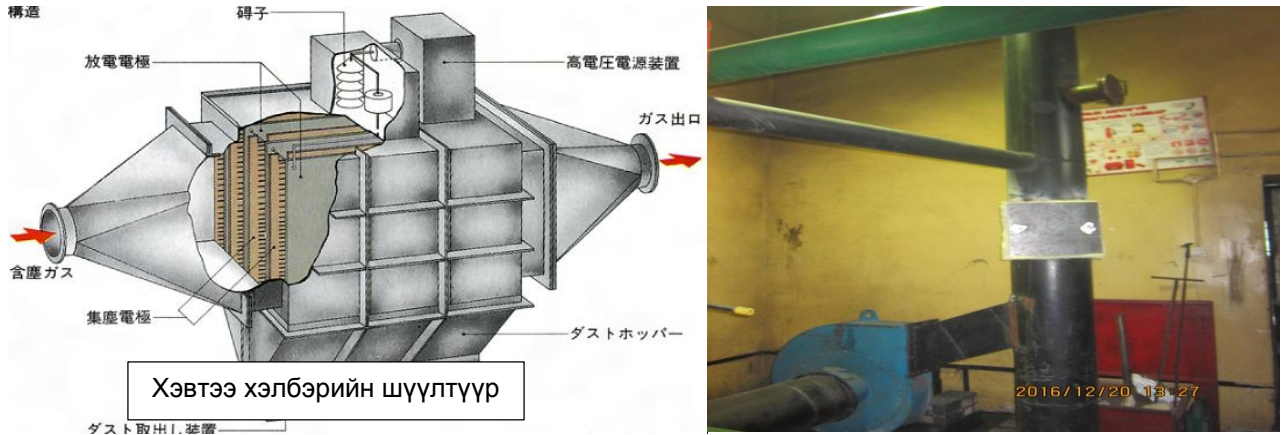 構造
碍子
放電電極
高電圧電源装置
ガス出口
含塵ガス
集塵電極
ダストホッパー
Хэвтээ хэлбэрийн шүүлтүүр
ダスト取出し装置
2016/12/20 13:27